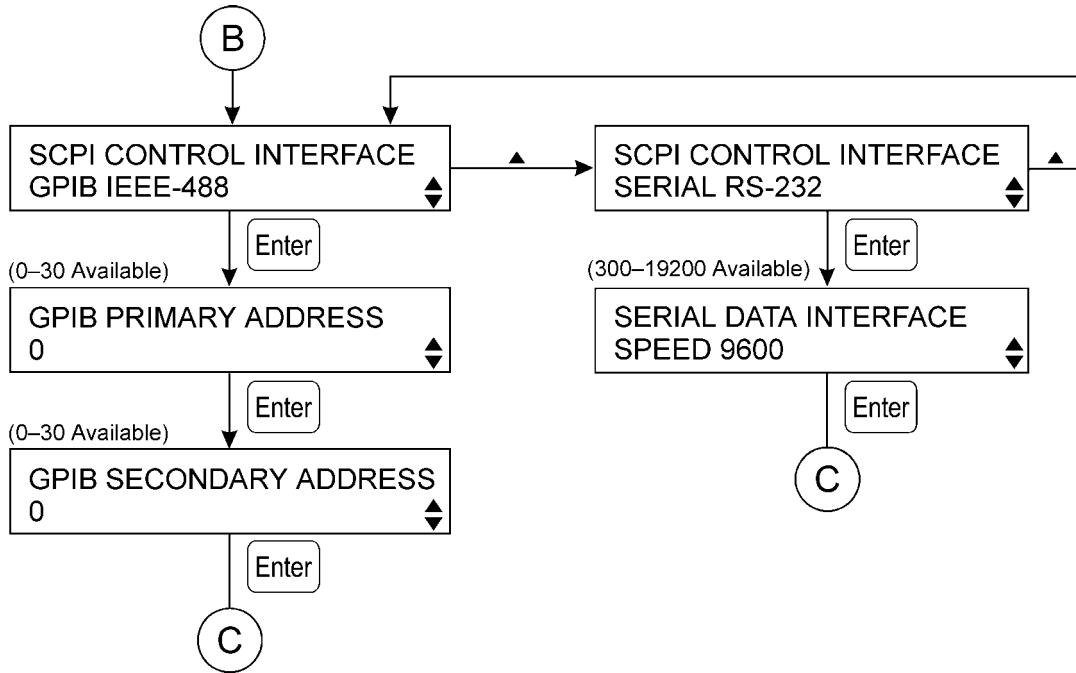 B
SCPI CONTROL INTERFACE
GPIB IEEE-488
SCPI CONTROL INTERFACE
SERIAL RS-232
Enter
Enter
(0–30 Available)
(300–19200 Available)
GPIB PRIMARY ADDRESS
0
SERIAL DATA INTERFACE
SPEED 9600
Enter
Enter
(0–30 Available)
GPIB SECONDARY ADDRESS
0
C
Enter
C